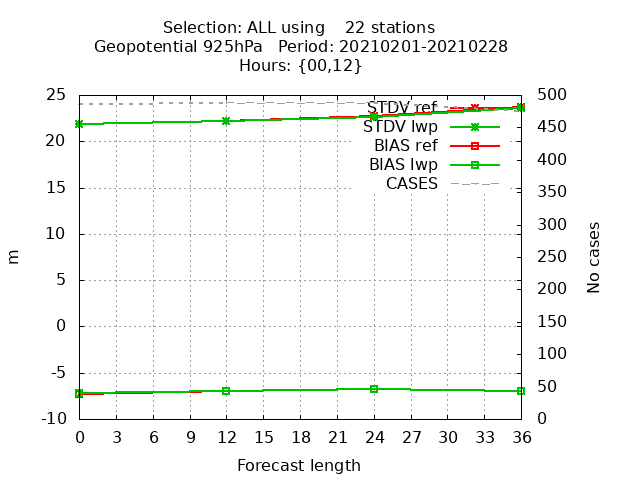 Selection: ALL using    22 stations
Geopotential 925hPa   Period: 20210201-20210228
Hours: {00,12}
25
20
15
10
5
0
-5
-10
m
500
450
400
350
300
250
200
150
100
50
0
No cases
STDV ref
STDV lwp
BIAS ref
BIAS lwp
CASES
0 3 6 9 12 15 18 21 24 27 30 33 36
Forecast length